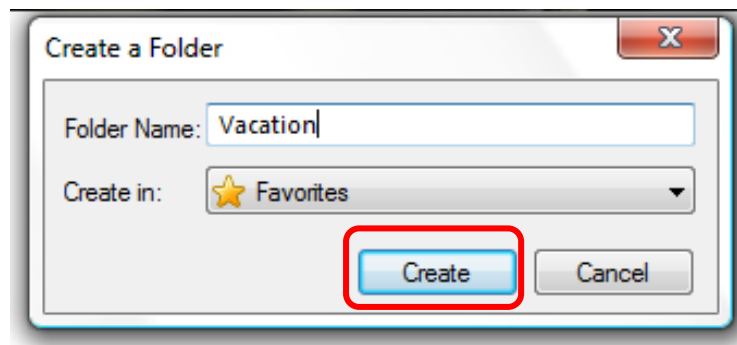 Create a Folder
Folder Name: Vacation
Create in: Favorites
Create Cancel